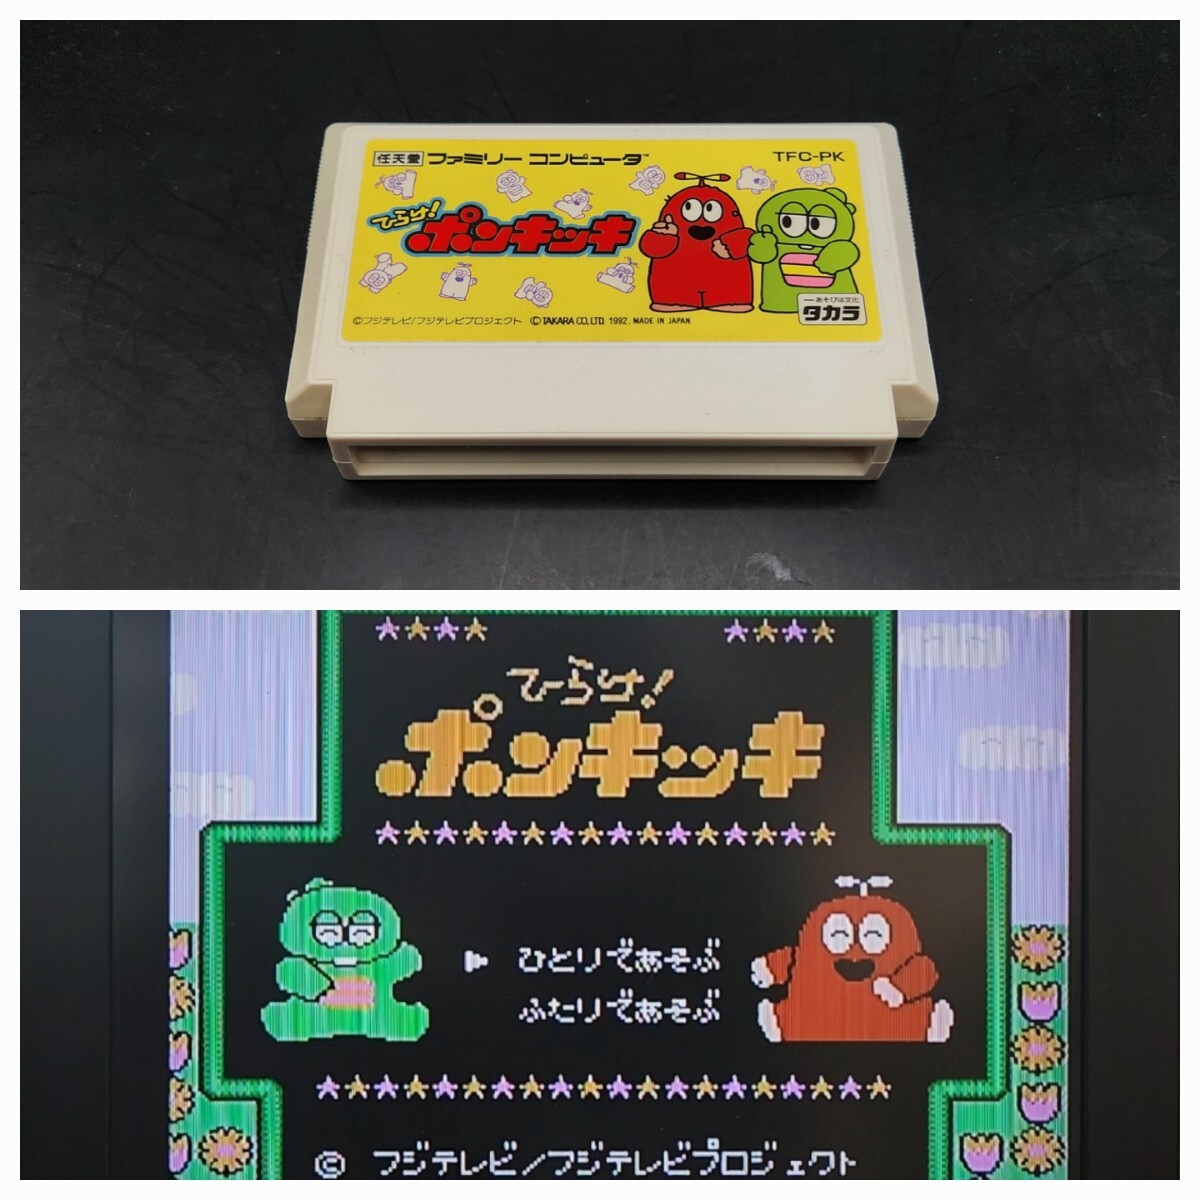 任天堂 ファミリー コンピュータ™ TFC-PK
ひらけ!
ポンキッキ
ーあそびは文化
タカラ
©フジテレビ/フジテレビプロジェクト ©TAKARA CO.,LTD. 1992. MADE IN JAPAN
ひらけ!
ポンキッキ
ひとりであそぶ
ふたりであそぶ
© フジテレビ/フジテレビプロジェクト